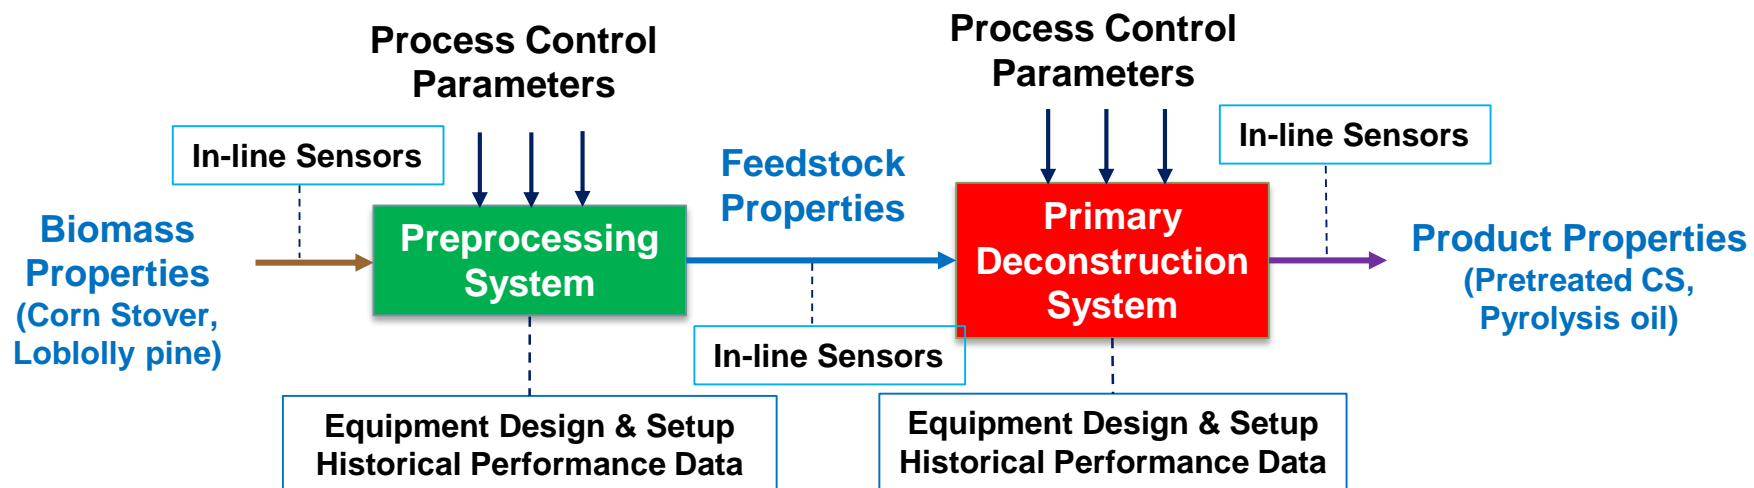 Process Control
Parameters
Process Control
Parameters
In-line Sensors
In-line Sensors
Feedstock
Properties
Biomass
Properties
(Corn Stover,
Loblolly pine)
Preprocessing
System
Primary
Deconstruction
System
Product Properties
(Pretreated CS,
Pyrolysis oil)
In-line Sensors
Equipment Design & Setup
Historical Performance Data
Equipment Design & Setup
Historical Performance Data